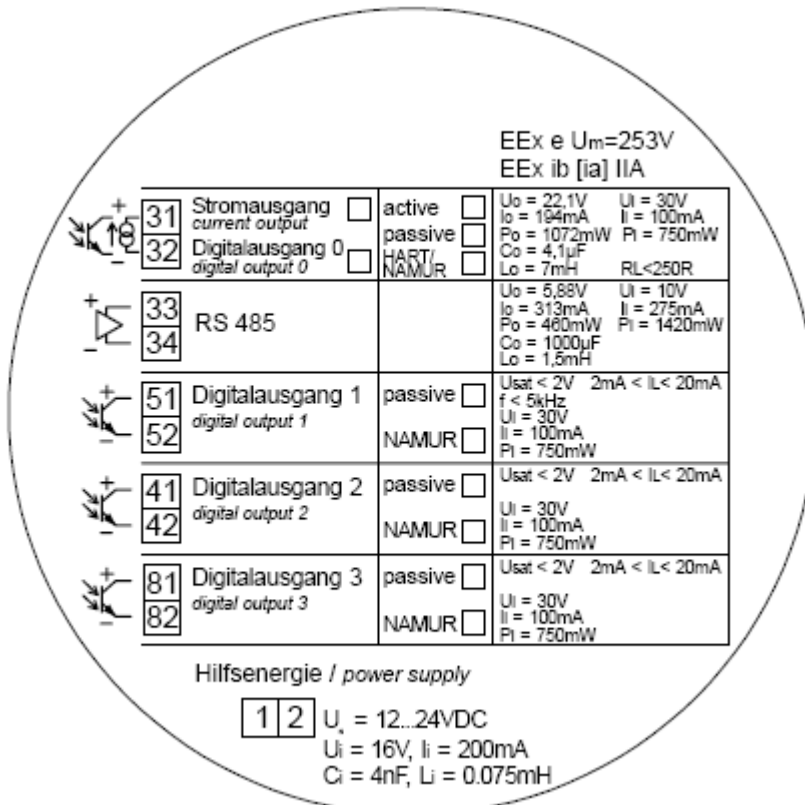 EEx e Um=253V
EEx ib [ia] IIA
+ 31 Stromausgang active Uo = 22,1V Ui = 30V
current output Io = 194mA Ii = 100mA
passive Po = 1072mW Pi = 750mW
32 Digitalausgang 0 HART/ Co = 4,1µF
- digital output 0 NAMUR Lo = 7mH RL<250R
+ 33 Uo = 5,88V Ui = 10V
RS 485 Io = 313mA Ii = 275mA
- 34 Po = 460mW Pi = 1420mW
Co = 1000µF
Lo = 1,5mH
+ 51 Digitalausgang 1 passive Usat < 2V 2mA < IL< 20mA
digital output 1 f < 5kHz
- 52 Ui = 30V
NAMUR Ii = 100mA
Pi = 750mW
+ 41 Digitalausgang 2 passive Usat < 2V 2mA < IL< 20mA
digital output 2
- 42 Ui = 30V
NAMUR Ii = 100mA
Pi = 750mW
+ 81 Digitalausgang 3 passive Usat < 2V 2mA < IL< 20mA
digital output 3
- 82 Ui = 30V
NAMUR Ii = 100mA
Pi = 750mW
Hilfsenergie / power supply
1 2 U = 12...24VDC
Ui = 16V, Ii = 200mA
Ci = 4nF, Li = 0.075mH